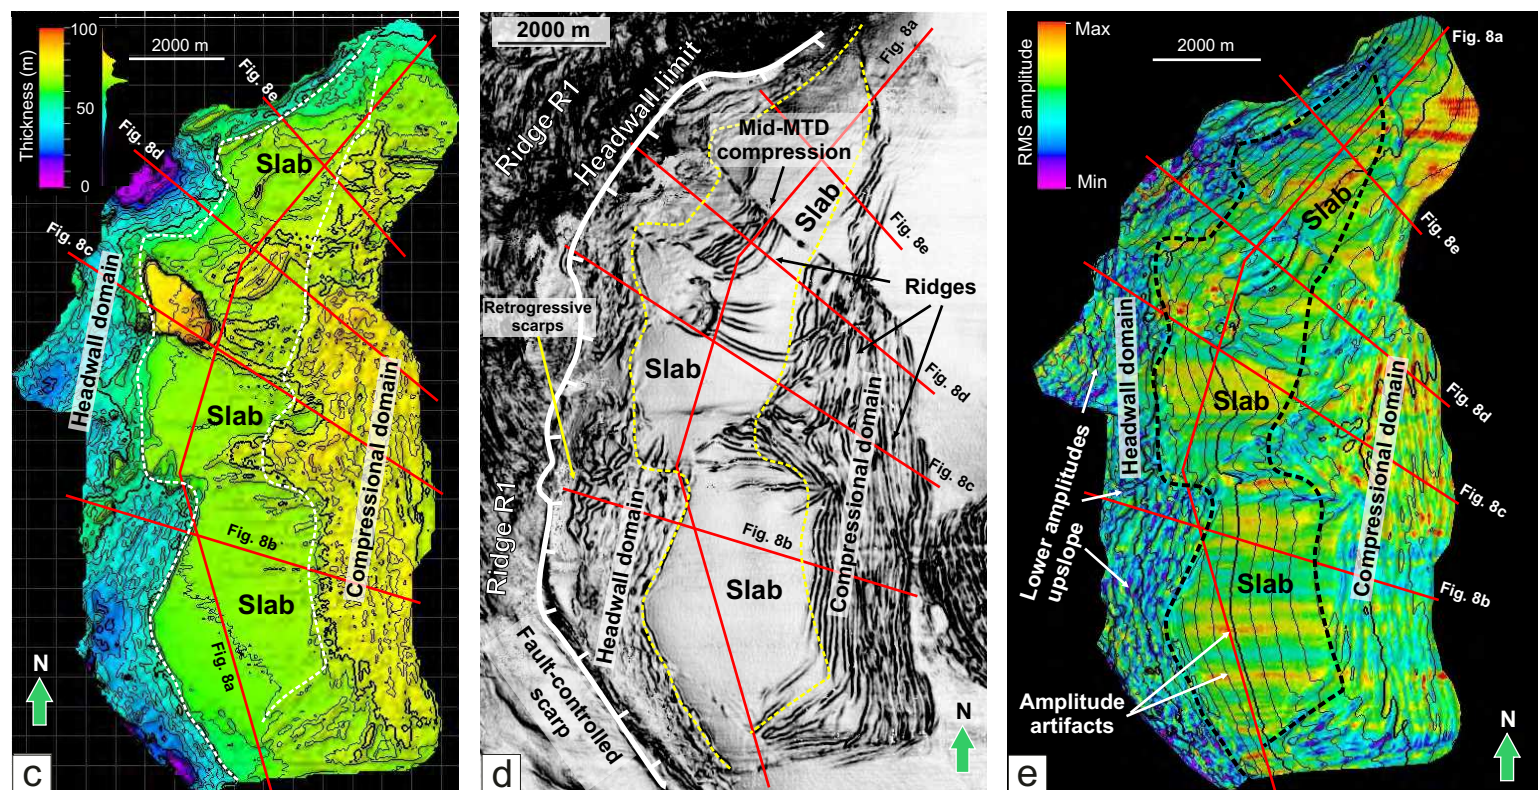 Thickness (m)
100
50
0
2000 m
Fig. 8e
Fig. 8d
Fig. 8c
Slab
Headwall domain
Slab
Compressional domain
Fig. 8b
Slab
Fig. 8a
N
c
2000 m
Fig. 8a
Ridge R1
Headwall limit
Mid-MTD
compression
Slab
Fig. 8e
Ridges
Retrogressive
scarps
Slab
Fig. 8d
Compressional domain
Fig. 8c
Ridge R1
Headwall domain
Fig. 8b
Slab
Fault-controlled
scarp
N
d
RMS amplitude
Max
Min
2000 m
Fig. 8a
Slab
Fig. 8e
Headwall domain
Slab
Fig. 8d
Compressional domain
Fig. 8c
Lower amplitudes
upslope
Slab
Fig. 8b
Amplitude
artifacts
N
e